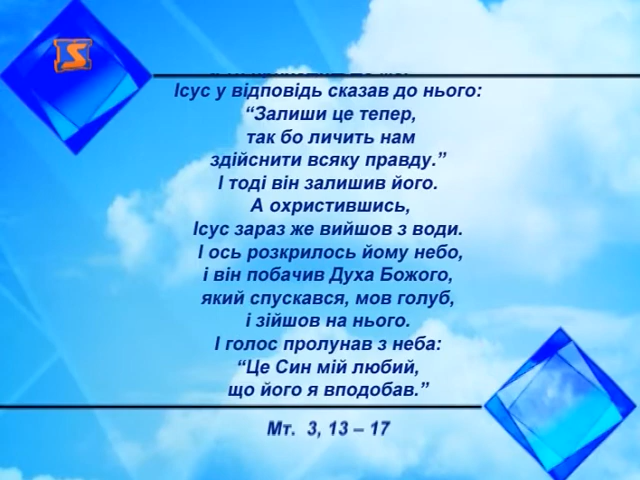 S
Ісус у відповідь сказав до нього:
“Залиши це тепер,
так бо личить нам
здійснити всяку правду.”
І тоді він залишив його.
А охристившись,
Ісус зараз же вийшов з води.
І ось розкрилось йому небо,
і він побачив Духа Божого,
який спускався, мов голуб,
і зійшов на нього.
І голос пролунав з неба:
“Це Син мій любий,
що його я вподобав.”
Мт. 3, 13 – 17